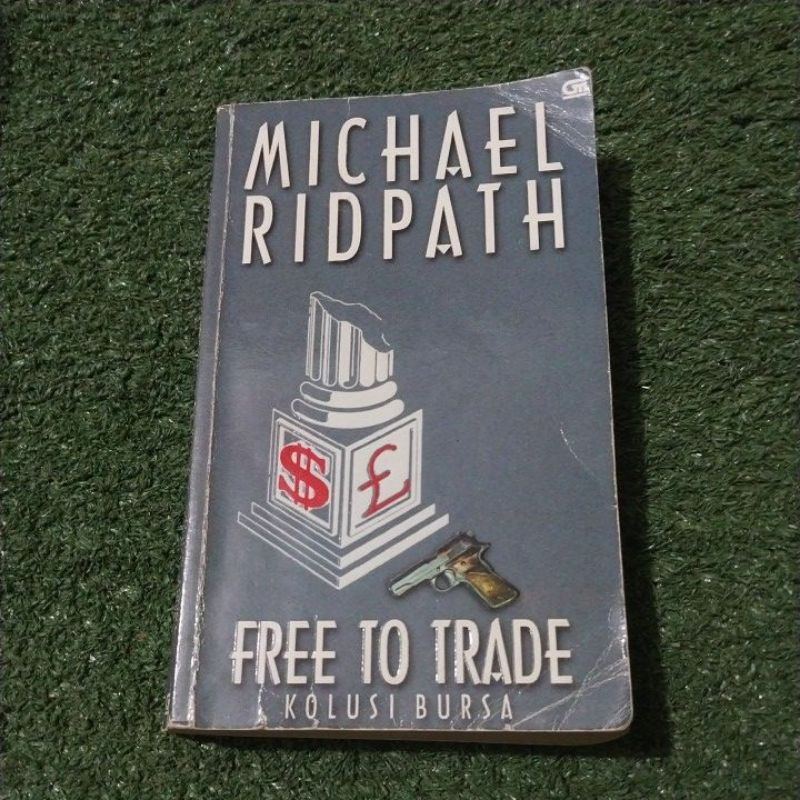 MICHAEL
RIDPATH
$ £
FREE TO TRADE
KOLUSI BURSA